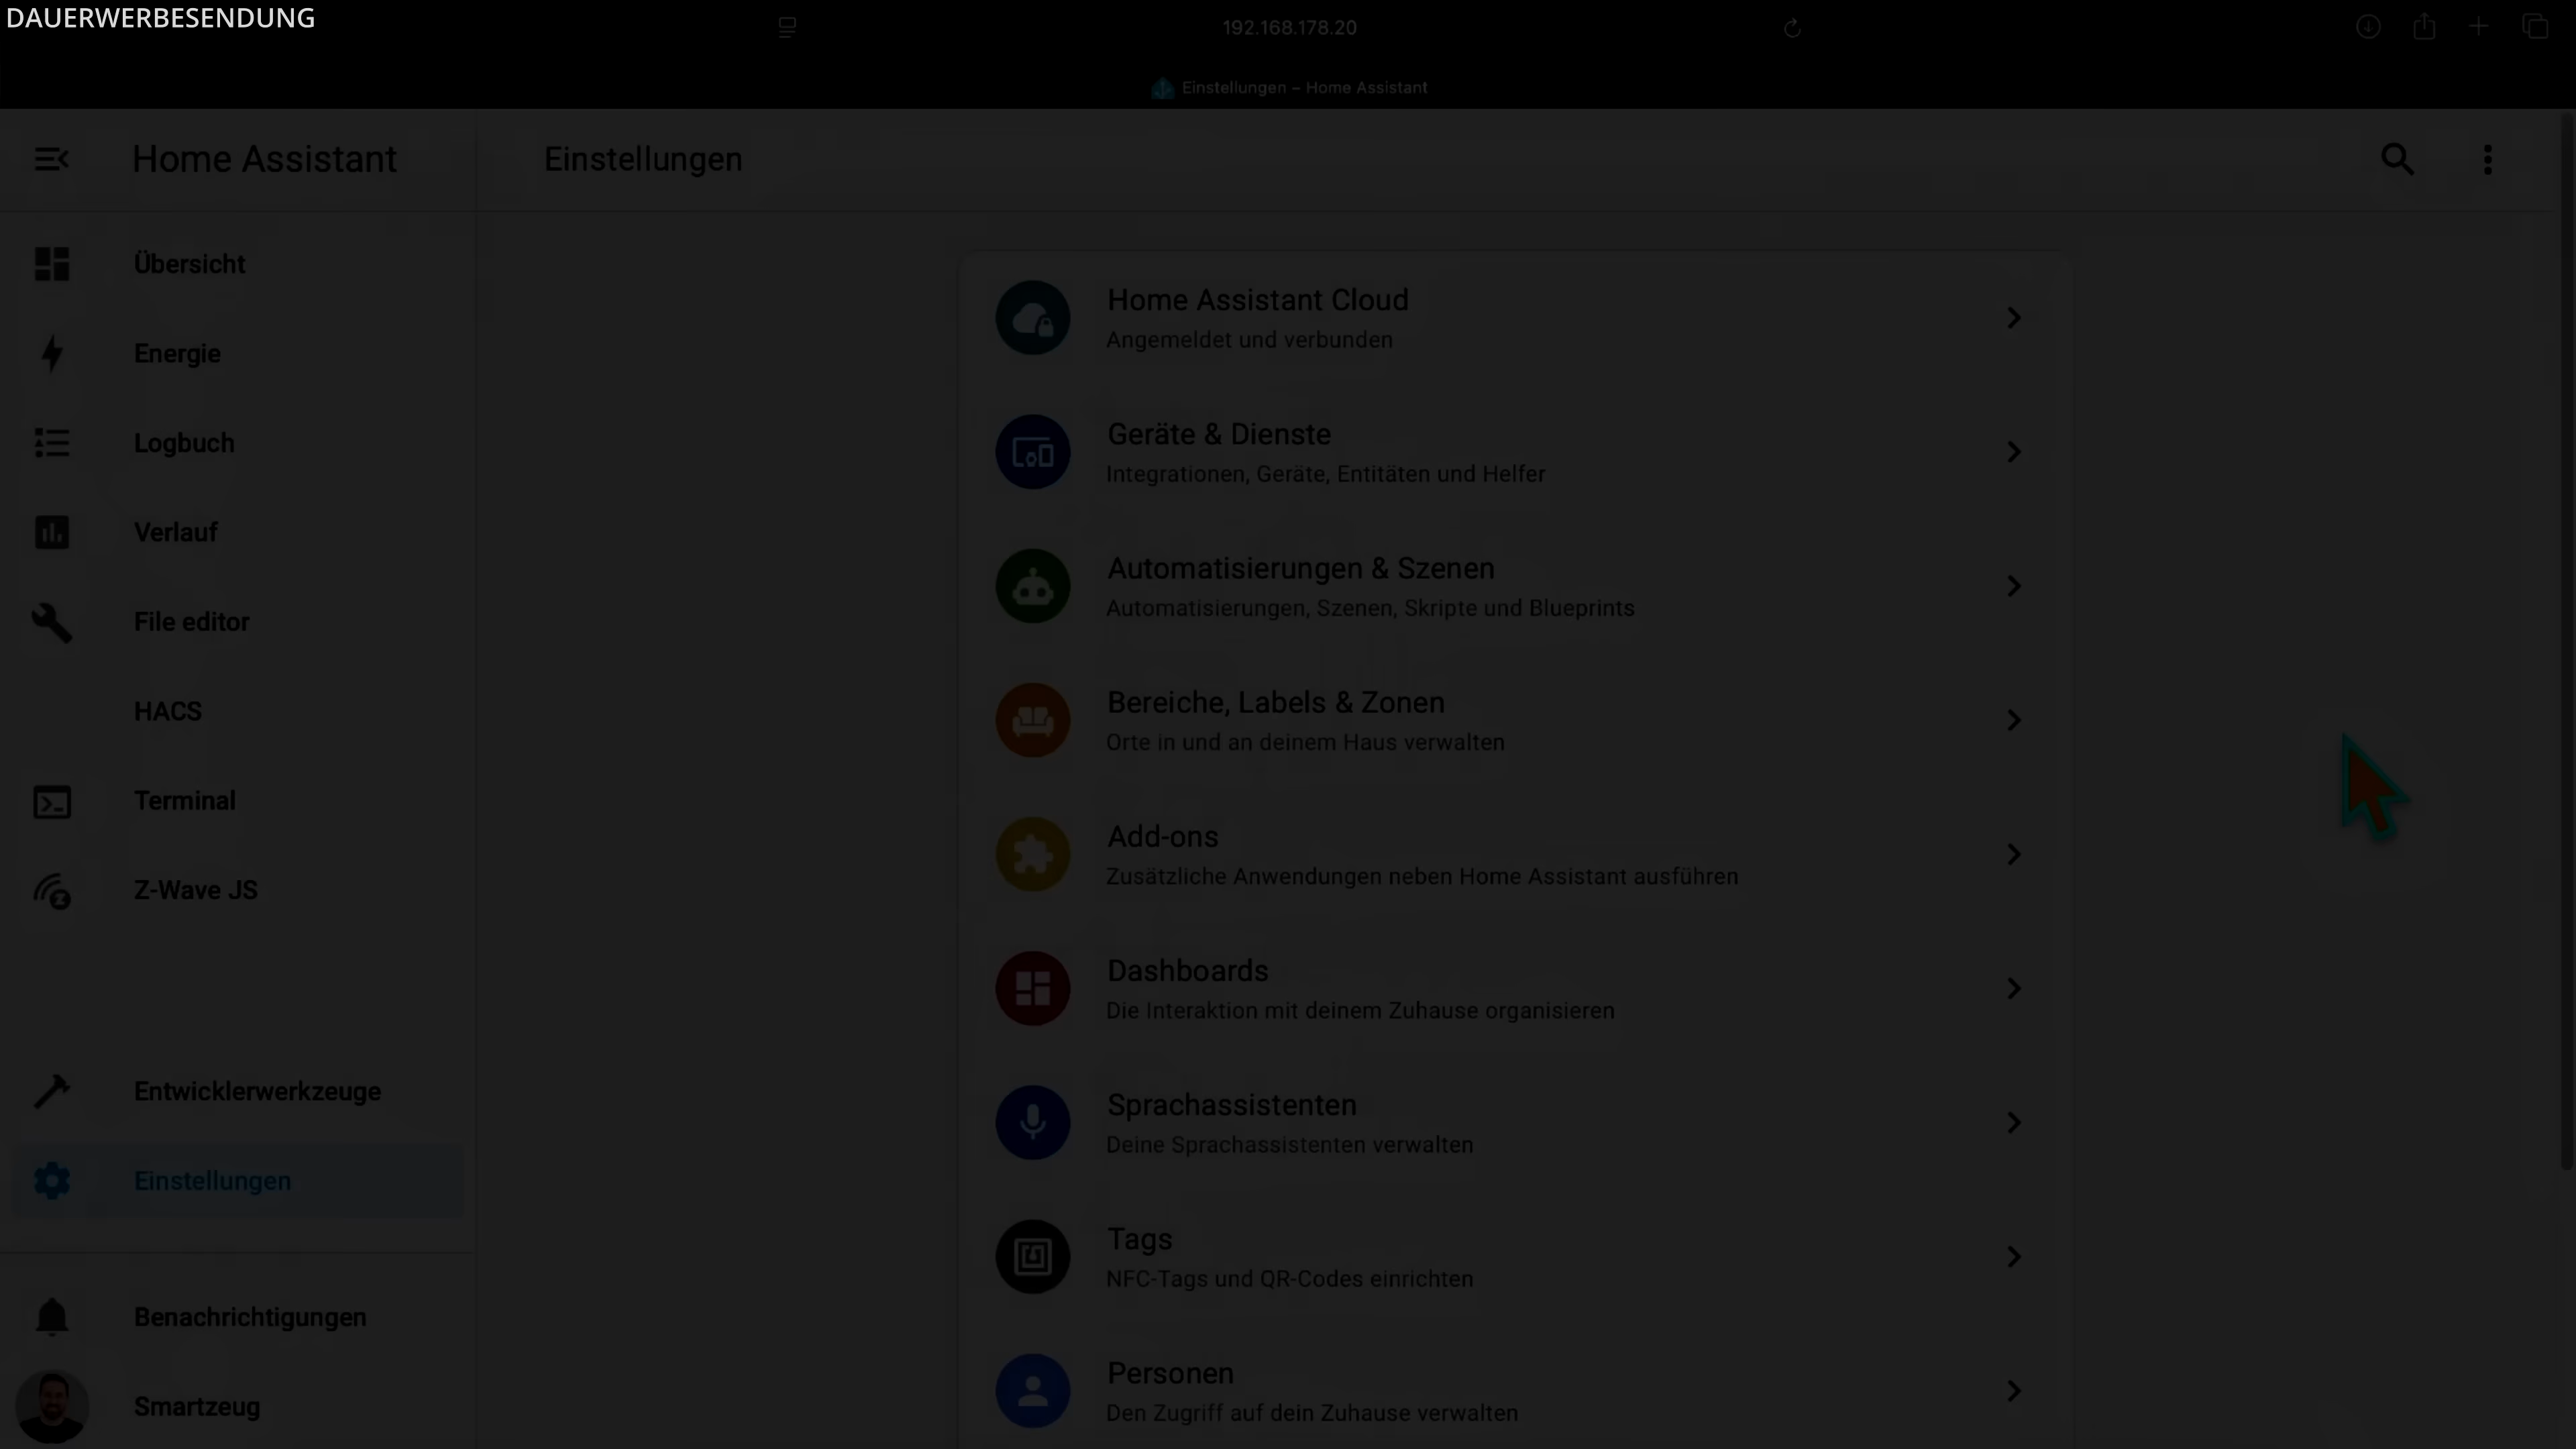 DAUERWERBESENDUNG
192.168.178.20
Einstellungen – Home Assistant
Home Assistant
Einstellungen
Übersicht
Energie
Logbuch
Verlauf
File editor
HACS
Terminal
Z-Wave JS
Entwicklerwerkzeuge
Einstellungen
Benachrichtigungen
Smartzeug
Home Assistant Cloud
Angemeldet und verbunden
Geräte & Dienste
Integrationen, Geräte, Entitäten und Helfer
Automatisierungen & Szenen
Automatisierungen, Szenen, Skripte und Blueprints
Bereiche, Labels & Zonen
Orte in und an deinem Haus verwalten
Add-ons
Zusätzliche Anwendungen neben Home Assistant ausführen
Dashboards
Die Interaktion mit deinem Zuhause organisieren
Sprachassistenten
Deine Sprachassistenten verwalten
Tags
NFC-Tags und QR-Codes einrichten
Personen
Den Zugriff auf dein Zuhause verwalten